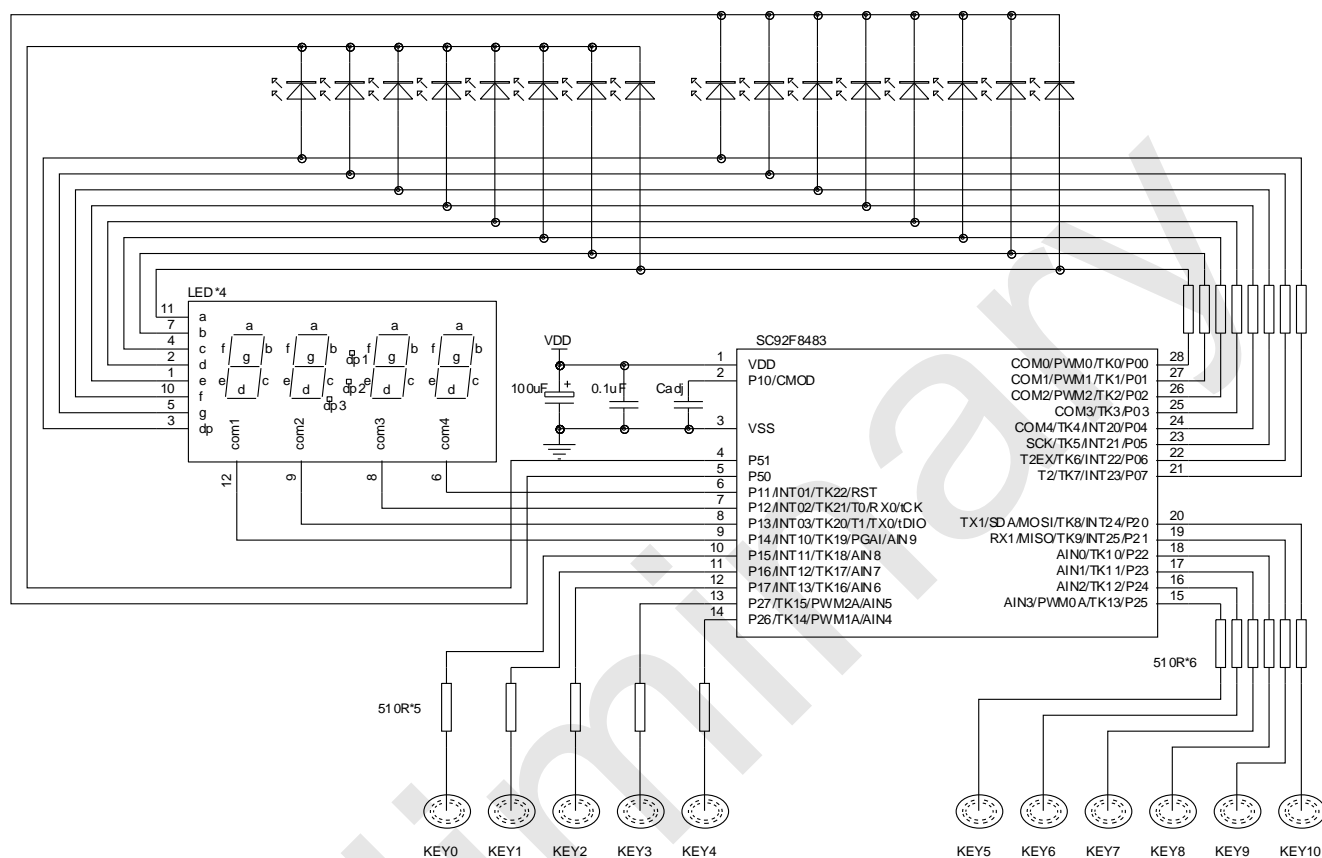 LED*4
11 a
7 b
4 c
2 d
1 e
10 f
5 g
3 dp
a a a a
f b f b f b f b
g g g g
dp1
e c e c e c e c
d d d d
dp2
dp3
com1 com2 com3 com4
12 9 8 6
VDD
100uF + 0.1uF Cadj
SC92F8483
1 VDD
2 P10/CMOD
3 VSS
4 P51
5 P50
6 P11/INT01/TK22/RST
7 P12/INT02/TK21/T0/RX0/tCK
8 P13/INT03/TK20/T1/TX0/tDIO
9 P14/INT10/TK19/PGAI/AIN9
10 P15/INT11/TK18/AIN8
11 P16/INT12/TK17/AIN7
12 P17/INT13/TK16/AIN6
13 P27/TK15/PWM2A/AIN5
14 P26/TK14/PWM1A/AIN4
COM0/PWM0/TK0/P00 28
COM1/PWM1/TK1/P01 27
COM2/PWM2/TK2/P02 26
COM3/TK3/P03 25
COM4/TK4/INT20/P04 24
SCK/TK5/INT21/P05 23
T2EX/TK6/INT22/P06 22
T2/TK7/INT23/P07 21
TX1/SDA/MOSI/TK8/INT24/P20 20
RX1/MISO/TK9/INT25/P21 19
AIN0/TK10/P22 18
AIN1/TK11/P23 17
AIN2/TK12/P24 16
AIN3/PWM0A/TK13/P25 15
510R*5
510R*6
KEY0 KEY1 KEY2 KEY3 KEY4 KEY5 KEY6 KEY7 KEY8 KEY9 KEY10
liminary